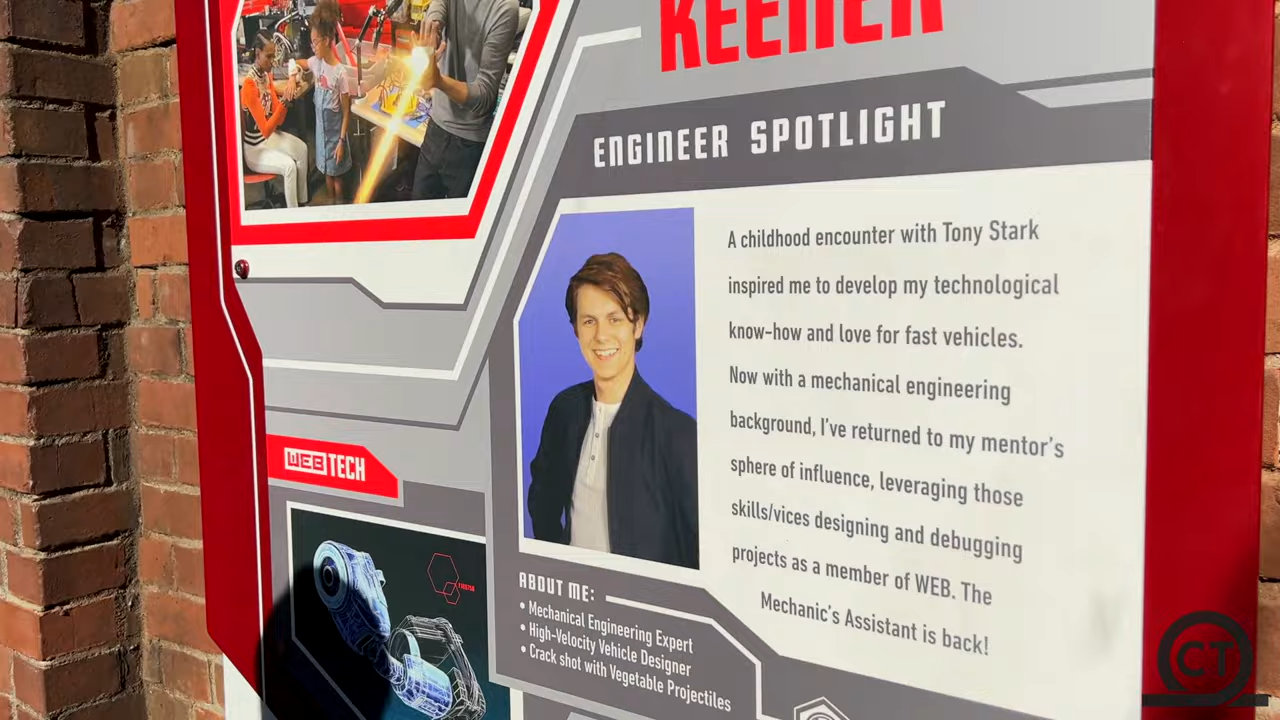 KEENER
ENGINEER SPOTLIGHT
A childhood encounter with Tony Stark
inspired me to develop my technological
know-how and love for fast vehicles.
Now with a mechanical engineering
background, I've returned to my mentor's
sphere of influence, leveraging those
skills/vices designing and debugging
projects as a member of WEB. The
Mechanic's Assistant is back!
ABOUT ME:
• Mechanical Engineering Expert
• High-Velocity Vehicle Designer
• Crack shot with Vegetable Projectiles
WEB TECH
CT